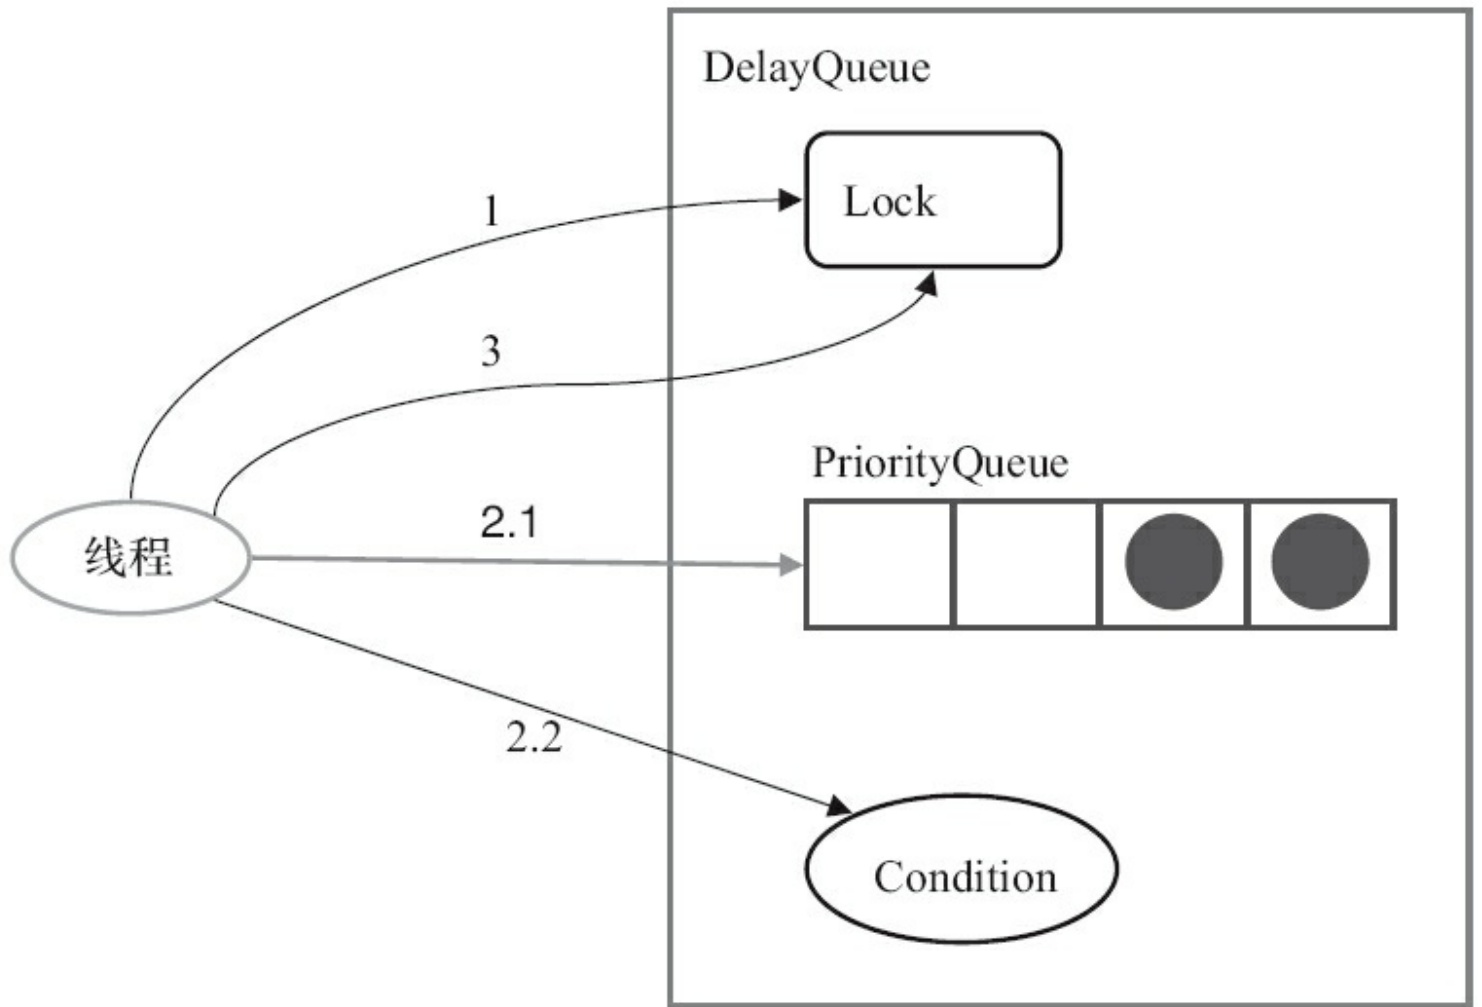 DelayQueue
Lock
1
3
PriorityQueue
2.1
线程
2.2
Condition